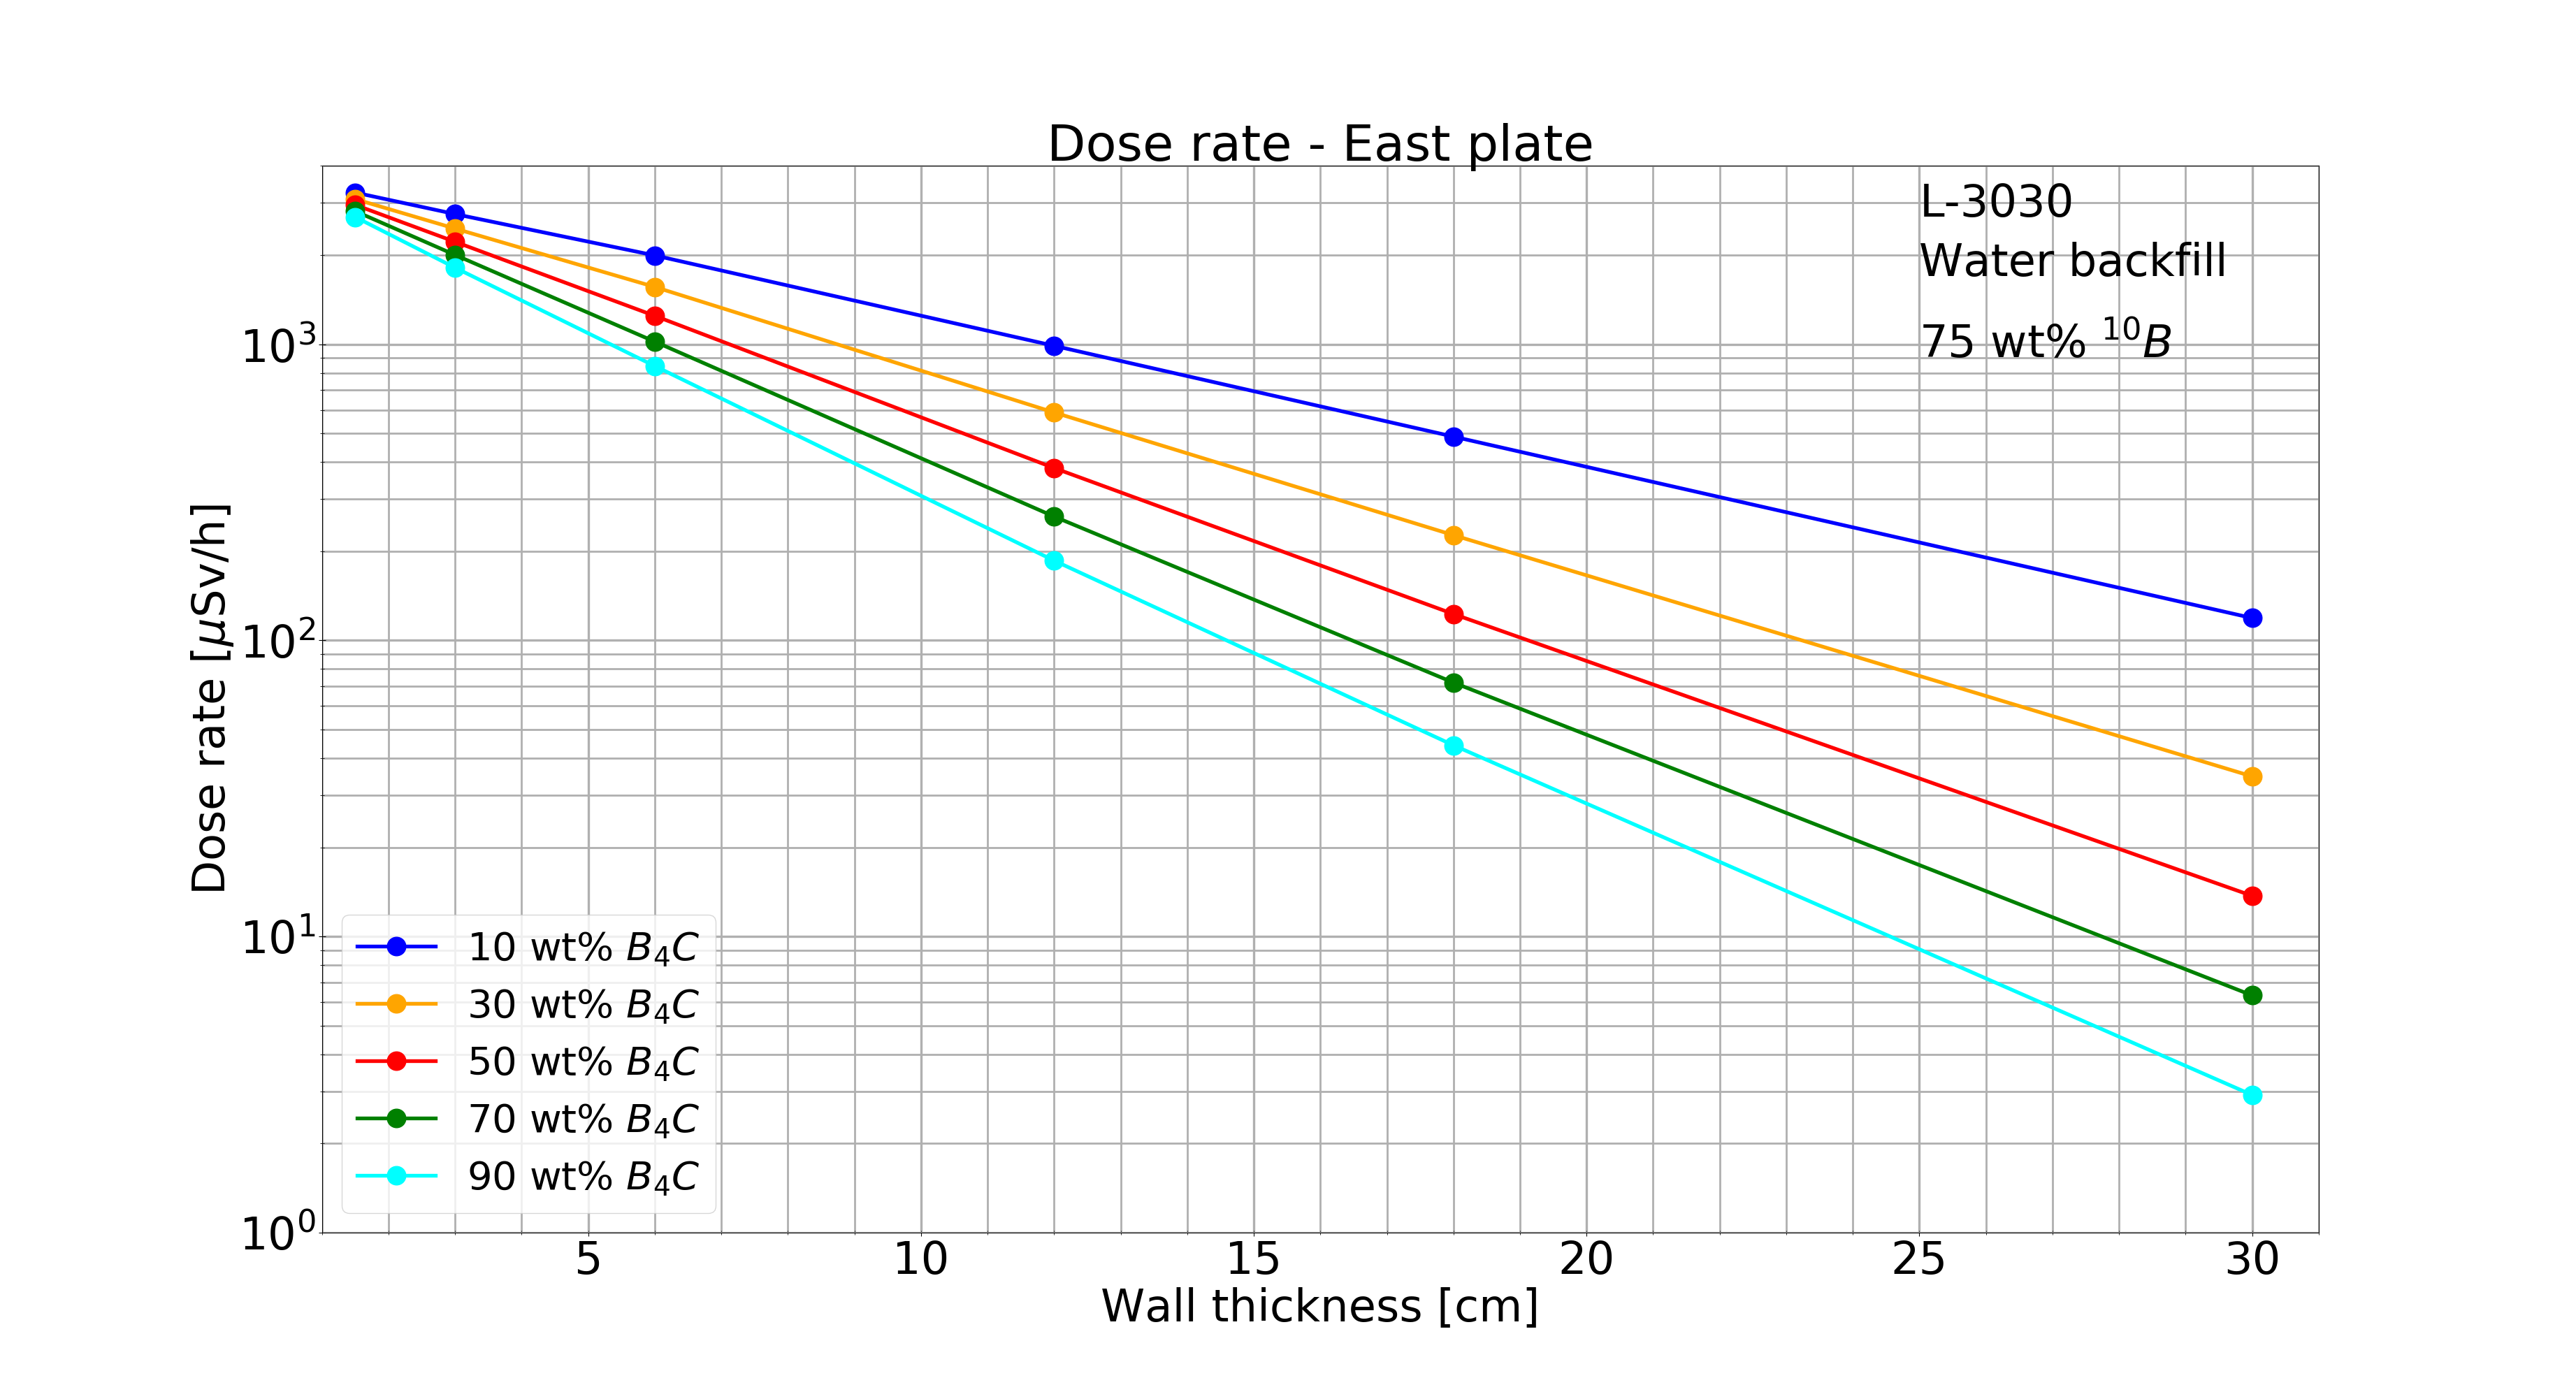 Dose rate - East plate
L-3030
Water backfill
75 wt% ¹⁰B
Dose rate [μSv/h]
10³
10²
10¹
10⁰
10 wt% B₄C
30 wt% B₄C
50 wt% B₄C
70 wt% B₄C
90 wt% B₄C
5 10 15 20 25 30
Wall thickness [cm]